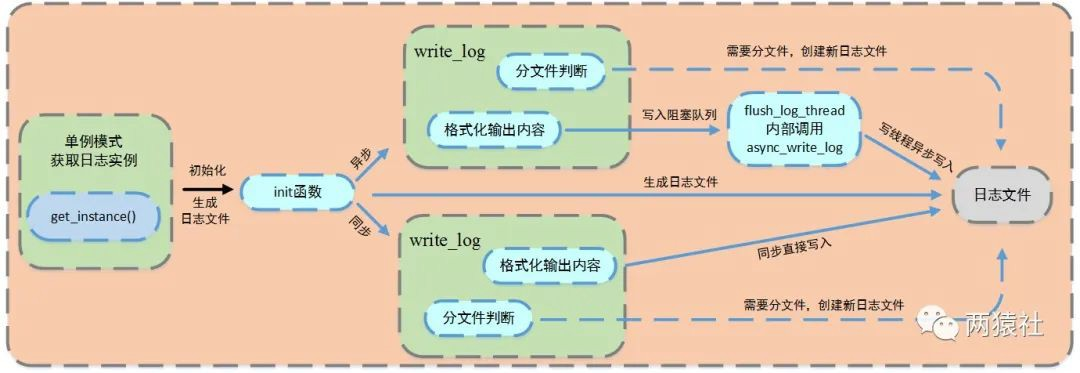 单例模式
获取日志实例
get_instance()
初始化
生成
日志文件
init函数
异步
同步
write_log
分文件判断
格式化输出内容
需要分文件，创建新日志文件
写入阻塞队列
flush_log_thread
内部调用
async_write_log
写线程异步写入
生成日志文件
日志文件
write_log
格式化输出内容
分文件判断
同步直接写入
需要分文件，创建新日志文件
两猿社